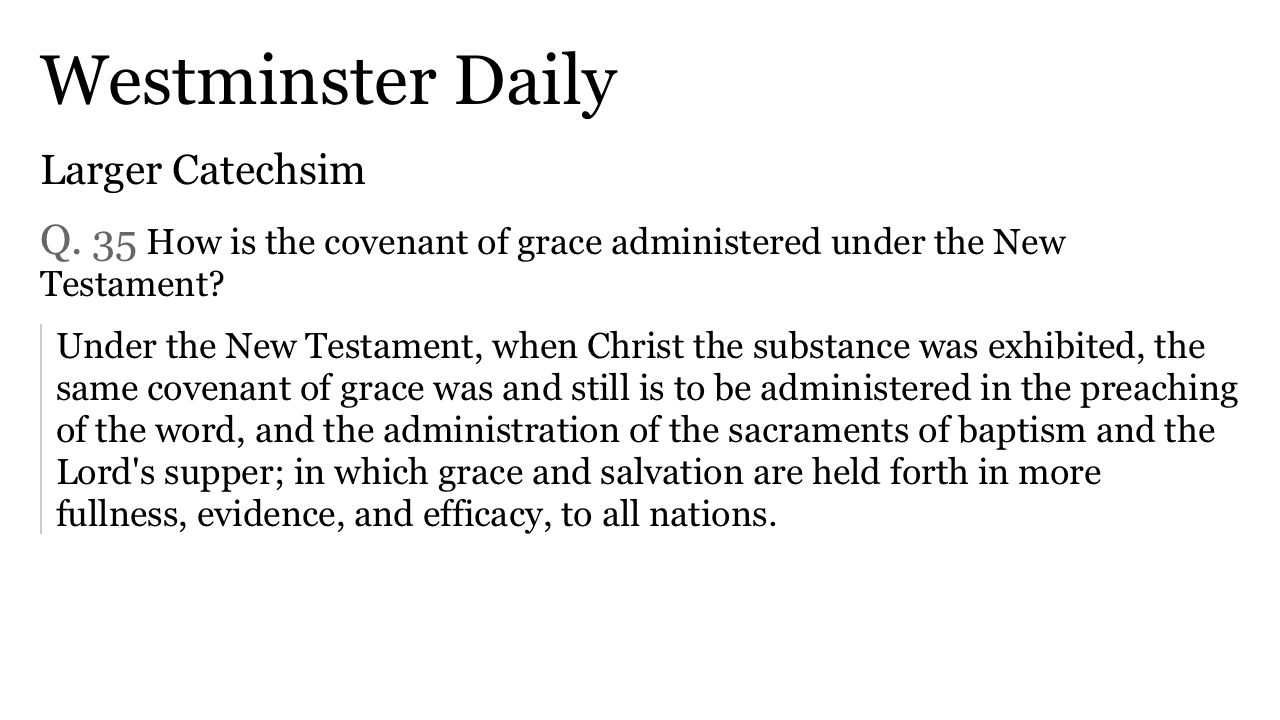 Westminster Daily
Larger Catechsim
Q. 35 How is the covenant of grace administered under the New
Testament?
Under the New Testament, when Christ the substance was exhibited, the
same covenant of grace was and still is to be administered in the preaching
of the word, and the administration of the sacraments of baptism and the
Lord's supper; in which grace and salvation are held forth in more
fullness, evidence, and efficacy, to all nations.